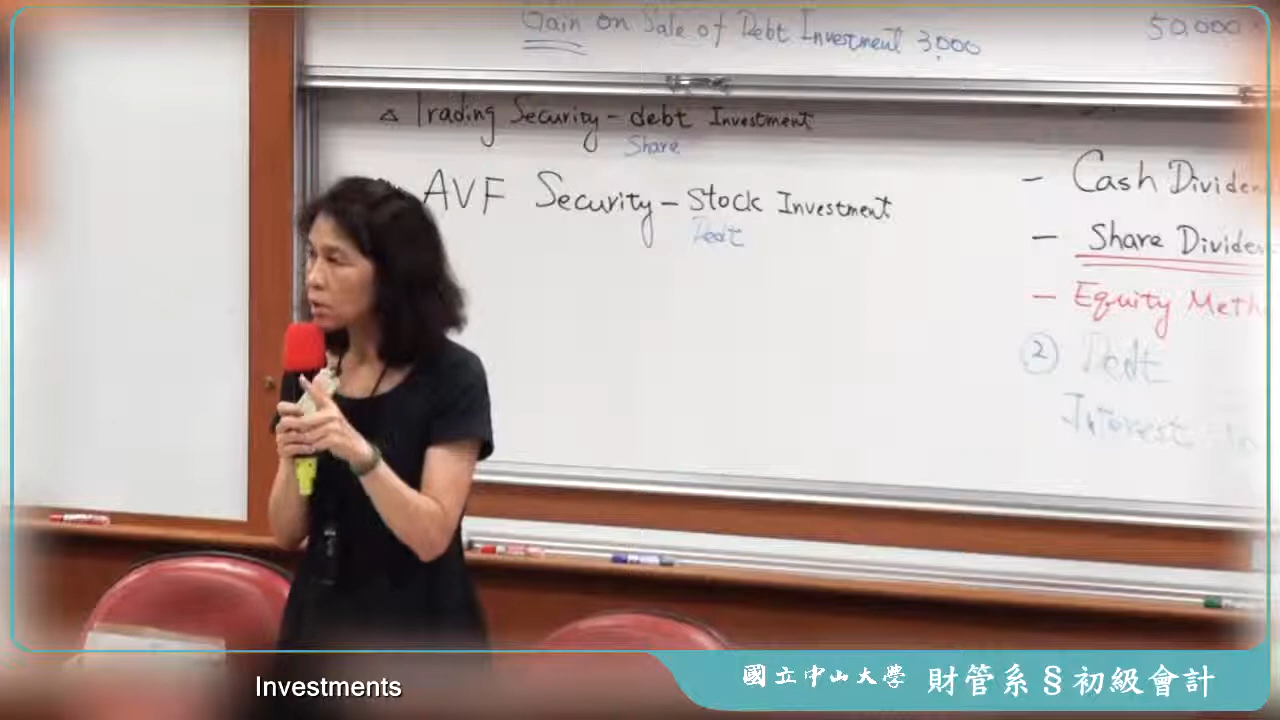 Gain on Sale of Debt Investment 3,000
50,000
△ Trading Security - debt Investment
Share
AVF Security - Stock Investment
Debt
- Cash Dividen
- Share Dividen
- Equity Meth
② Debt
Interest In
Investments
國立中山大學 財管系§初級會計